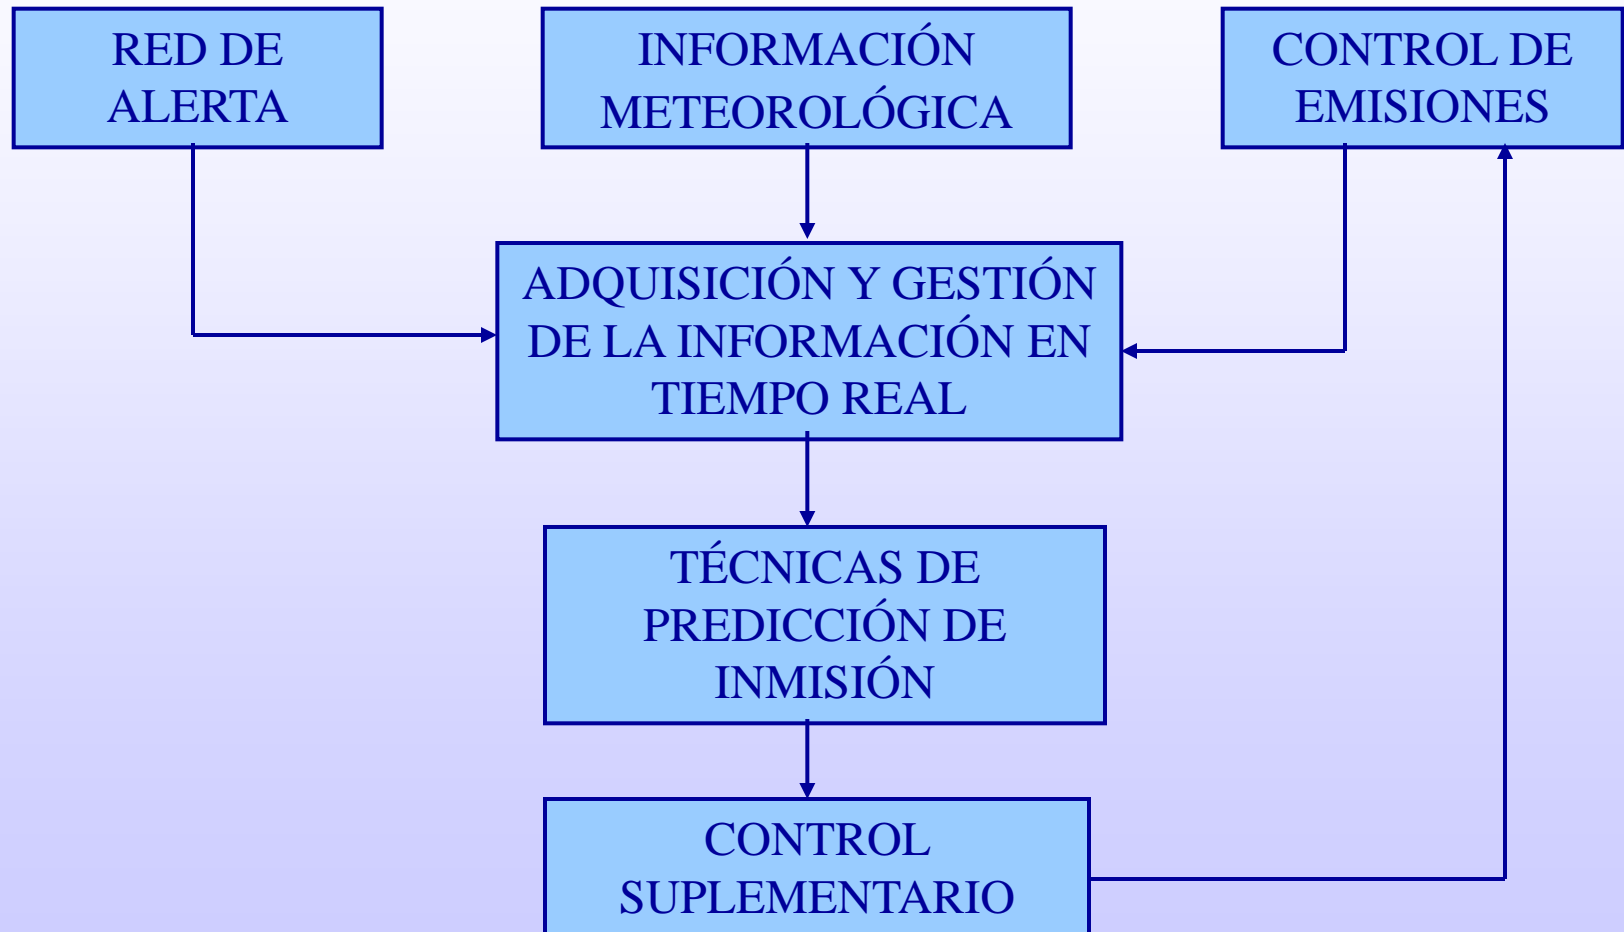 RED DE
ALERTA
INFORMACIÓN
METEOROLÓGICA
CONTROL DE
EMISIONES
ADQUISICIÓN Y GESTIÓN
DE LA INFORMACIÓN EN
TIEMPO REAL
TÉCNICAS DE
PREDICCIÓN DE
INMISIÓN
CONTROL
SUPLEMENTARIO